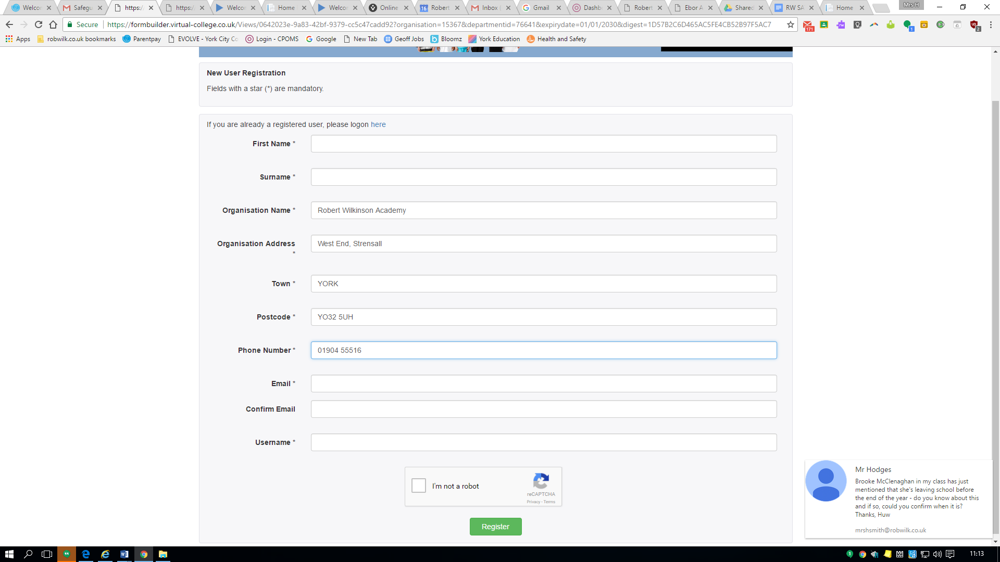 Welcor
Safegu
https:/
https:/
Welcor
Home
Welcor
Online
16 Robert
Inbox
Gmail
Dashb
Robert
Ebor A
Shared
RW SA
Home
Mrs H
Secure
https://formbuilder.virtual-college.co.uk/Views/0642023e-9a83-42bf-9379-cc5c47cadd92?organisation=15367&departmentid=76641&expirydate=01/01/2030&digest=1D57B2C6D465AC5FE4CB52B97F5AC7
171
rw
1
2
Apps
robwilk.co.uk bookmarks
Parentpay
EVOLVE - York City Co
Login - CPOMS
Google
New Tab
Geoff Jobs
Bloomz
York Education
Health and Safety
New User Registration
Fields with a star (*) are mandatory.
If you are already a registered user, please logon here
First Name *
Surname *
Organisation Name *
Robert Wilkinson Academy
Organisation Address
*
West End, Strensall
Town *
YORK
Postcode *
YO32 5UH
Phone Number *
01904 55516
Email *
Confirm Email
Username *
I'm not a robot
reCAPTCHA
Privacy - Terms
Register
Mr Hodges
Brooke McClenaghan in my class has just
mentioned that she's leaving school before
the end of the year - do you know about this
and if so, could you confirm when it is?
Thanks, Huw
mrshsmith@robwilk.co.uk
11:13